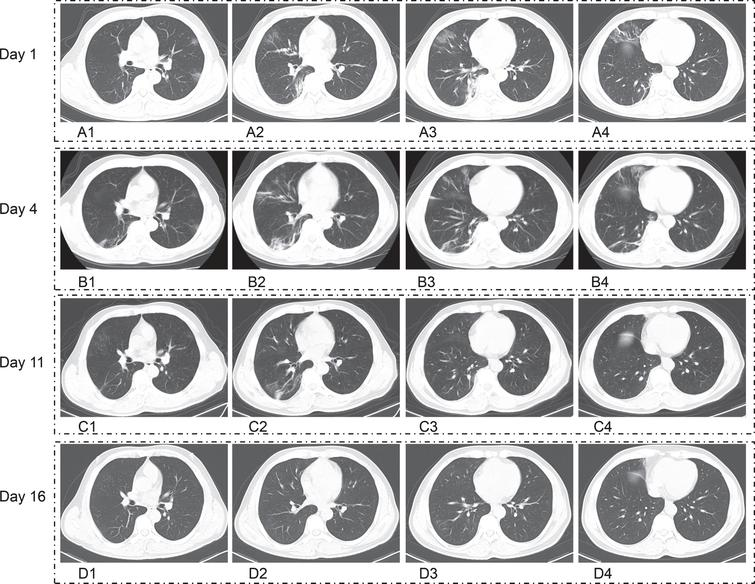 Day 1
A1 A2 A3 A4
Day 4
B1 B2 B3 B4
Day 11
C1 C2 C3 C4
Day 16
D1 D2 D3 D4